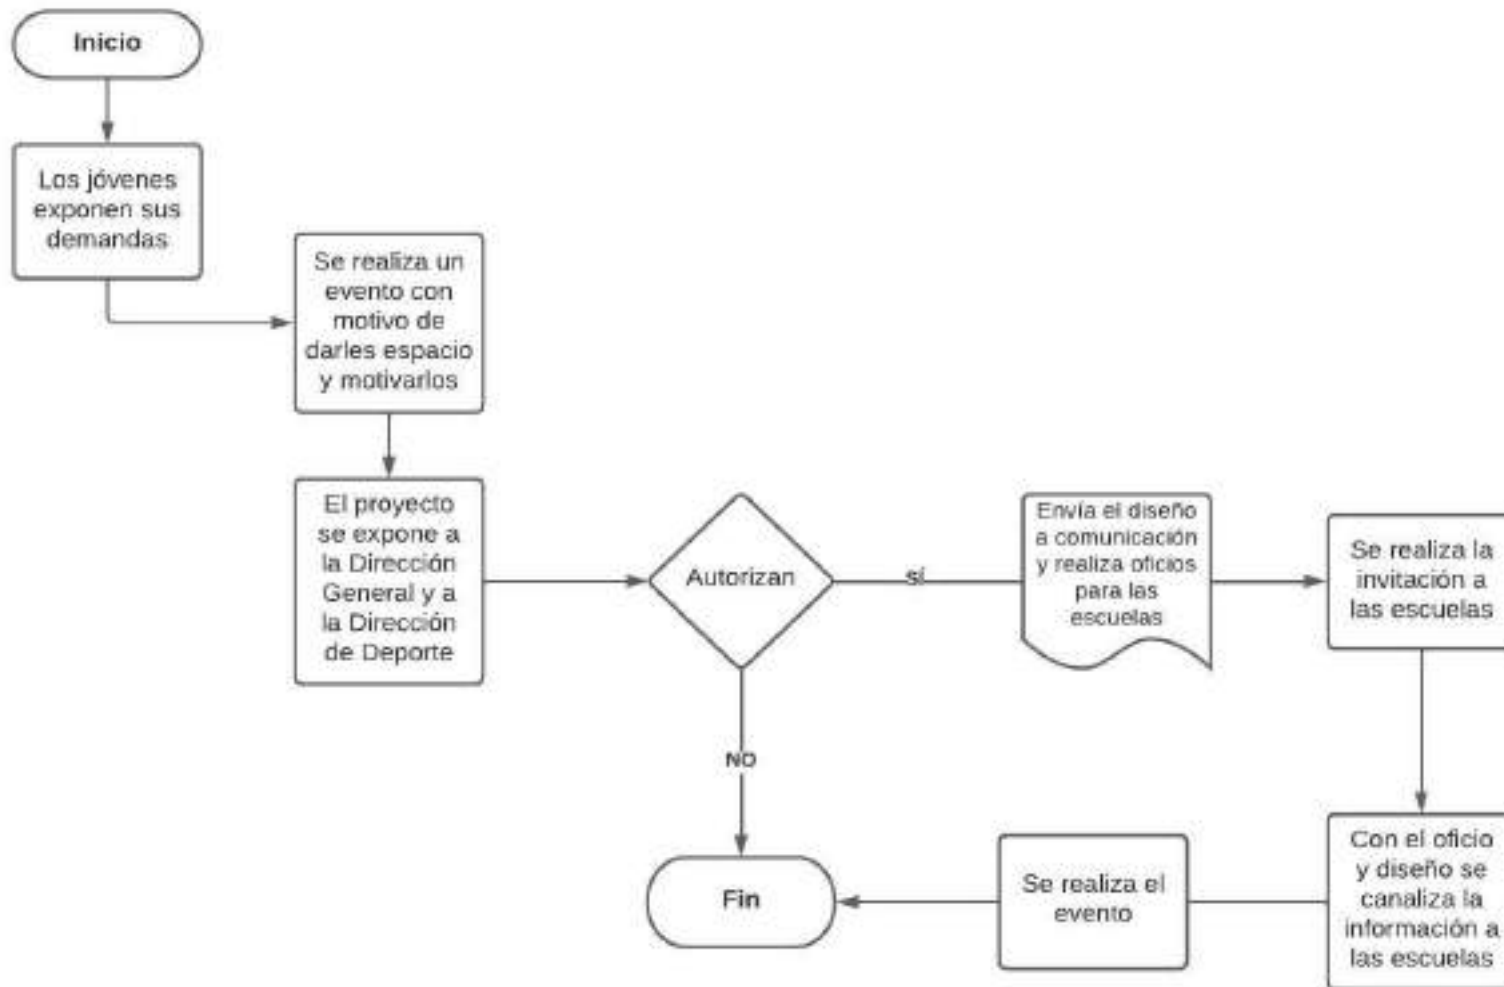 Inicio
Los jóvenes
exponen sus
demandas
Se realiza un
evento con
motivo de
darles espacio
y motivarlos
El proyecto
se expone a
la Dirección
General y a
la Dirección
de Deporte
Autorizan
SÍ
Envía el diseño
a comunicación
y realiza oficios
para las
escuelas
Se realiza la
invitación a
las escuelas
NO
Con el oficio
y diseño se
canaliza la
información a
las escuelas
Se realiza el
evento
Fin